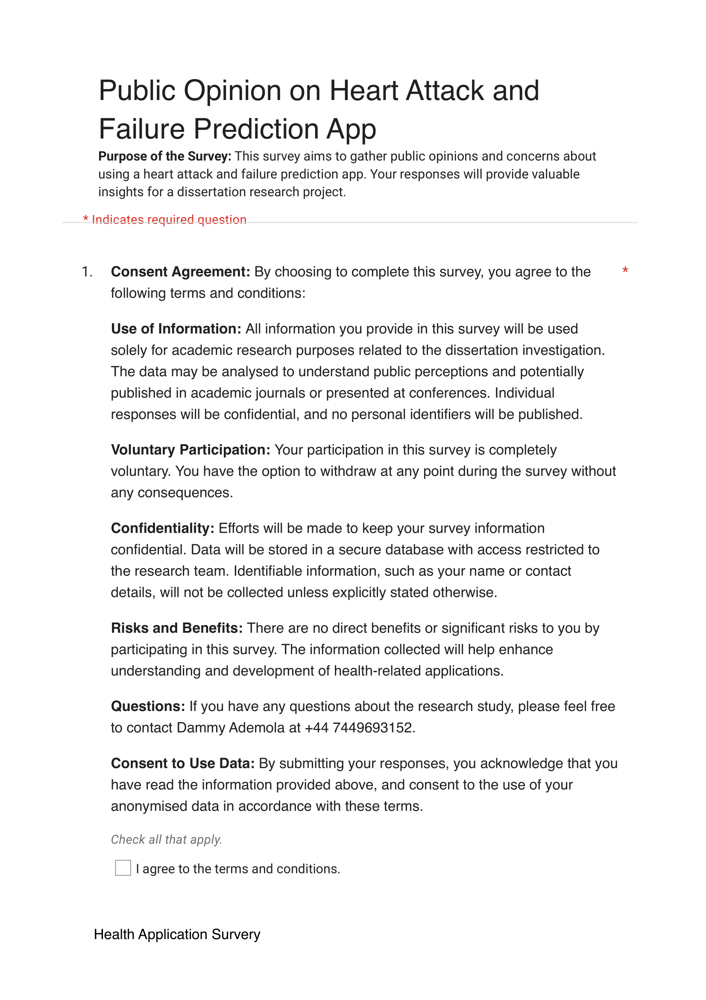 Public Opinion on Heart Attack and
Failure Prediction App
Purpose of the Survey: This survey aims to gather public opinions and concerns about
using a heart attack and failure prediction app. Your responses will provide valuable
insights for a dissertation research project.
* Indicates required question
1. Consent Agreement: By choosing to complete this survey, you agree to the *
following terms and conditions:
Use of Information: All information you provide in this survey will be used
solely for academic research purposes related to the dissertation investigation.
The data may be analysed to understand public perceptions and potentially
published in academic journals or presented at conferences. Individual
responses will be confidential, and no personal identifiers will be published.
Voluntary Participation: Your participation in this survey is completely
voluntary. You have the option to withdraw at any point during the survey without
any consequences.
Confidentiality: Efforts will be made to keep your survey information
confidential. Data will be stored in a secure database with access restricted to
the research team. Identifiable information, such as your name or contact
details, will not be collected unless explicitly stated otherwise.
Risks and Benefits: There are no direct benefits or significant risks to you by
participating in this survey. The information collected will help enhance
understanding and development of health-related applications.
Questions: If you have any questions about the research study, please feel free
to contact Dammy Ademola at +44 7449693152.
Consent to Use Data: By submitting your responses, you acknowledge that you
have read the information provided above, and consent to the use of your
anonymised data in accordance with these terms.
Check all that apply.
I agree to the terms and conditions.
Health Application Survery